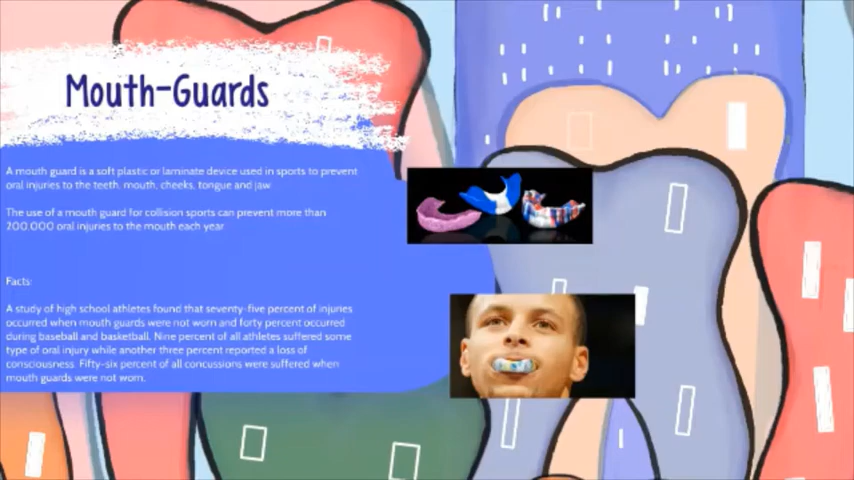 Mouth-Guards
A mouth guard is a soft plastic or laminate device used in sports to prevent
oral injuries to the teeth, mouth, cheeks, tongue and jaw
The use of a mouth guard for collision sports can prevent more than
200,000 oral injuries to the mouth each year
Facts:
A study of high school athletes found that seventy-five percent of injuries
occurred when mouth guards were not worn and forty percent occurred
during baseball and basketball. Nine percent of all athletes suffered some
type of oral injury while another three percent reported a loss of
consciousness. Fifty-six percent of all concussions were suffered when
mouth guards were not worn.